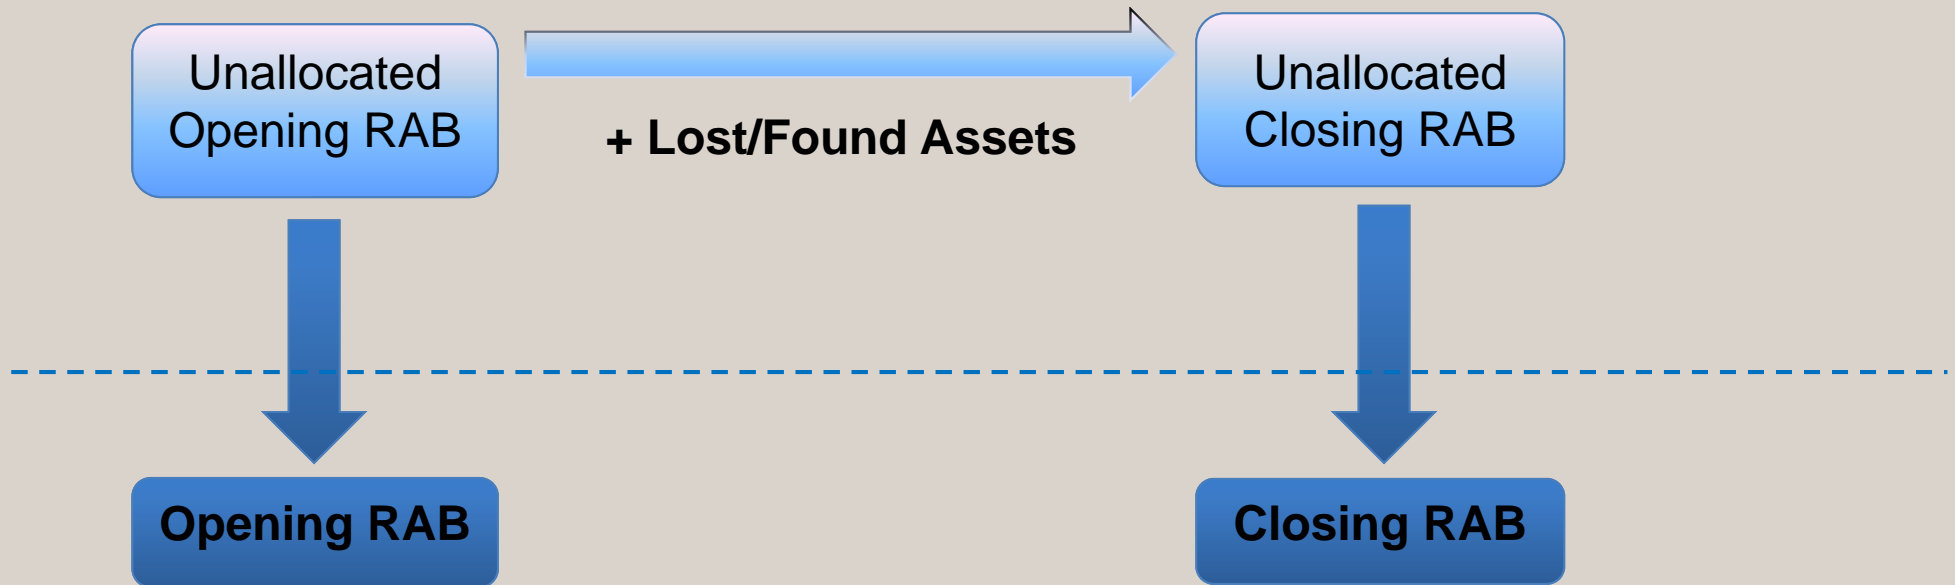 Unallocated
Opening RAB
+ Lost/Found Assets
Unallocated
Closing RAB
Opening RAB
Closing RAB